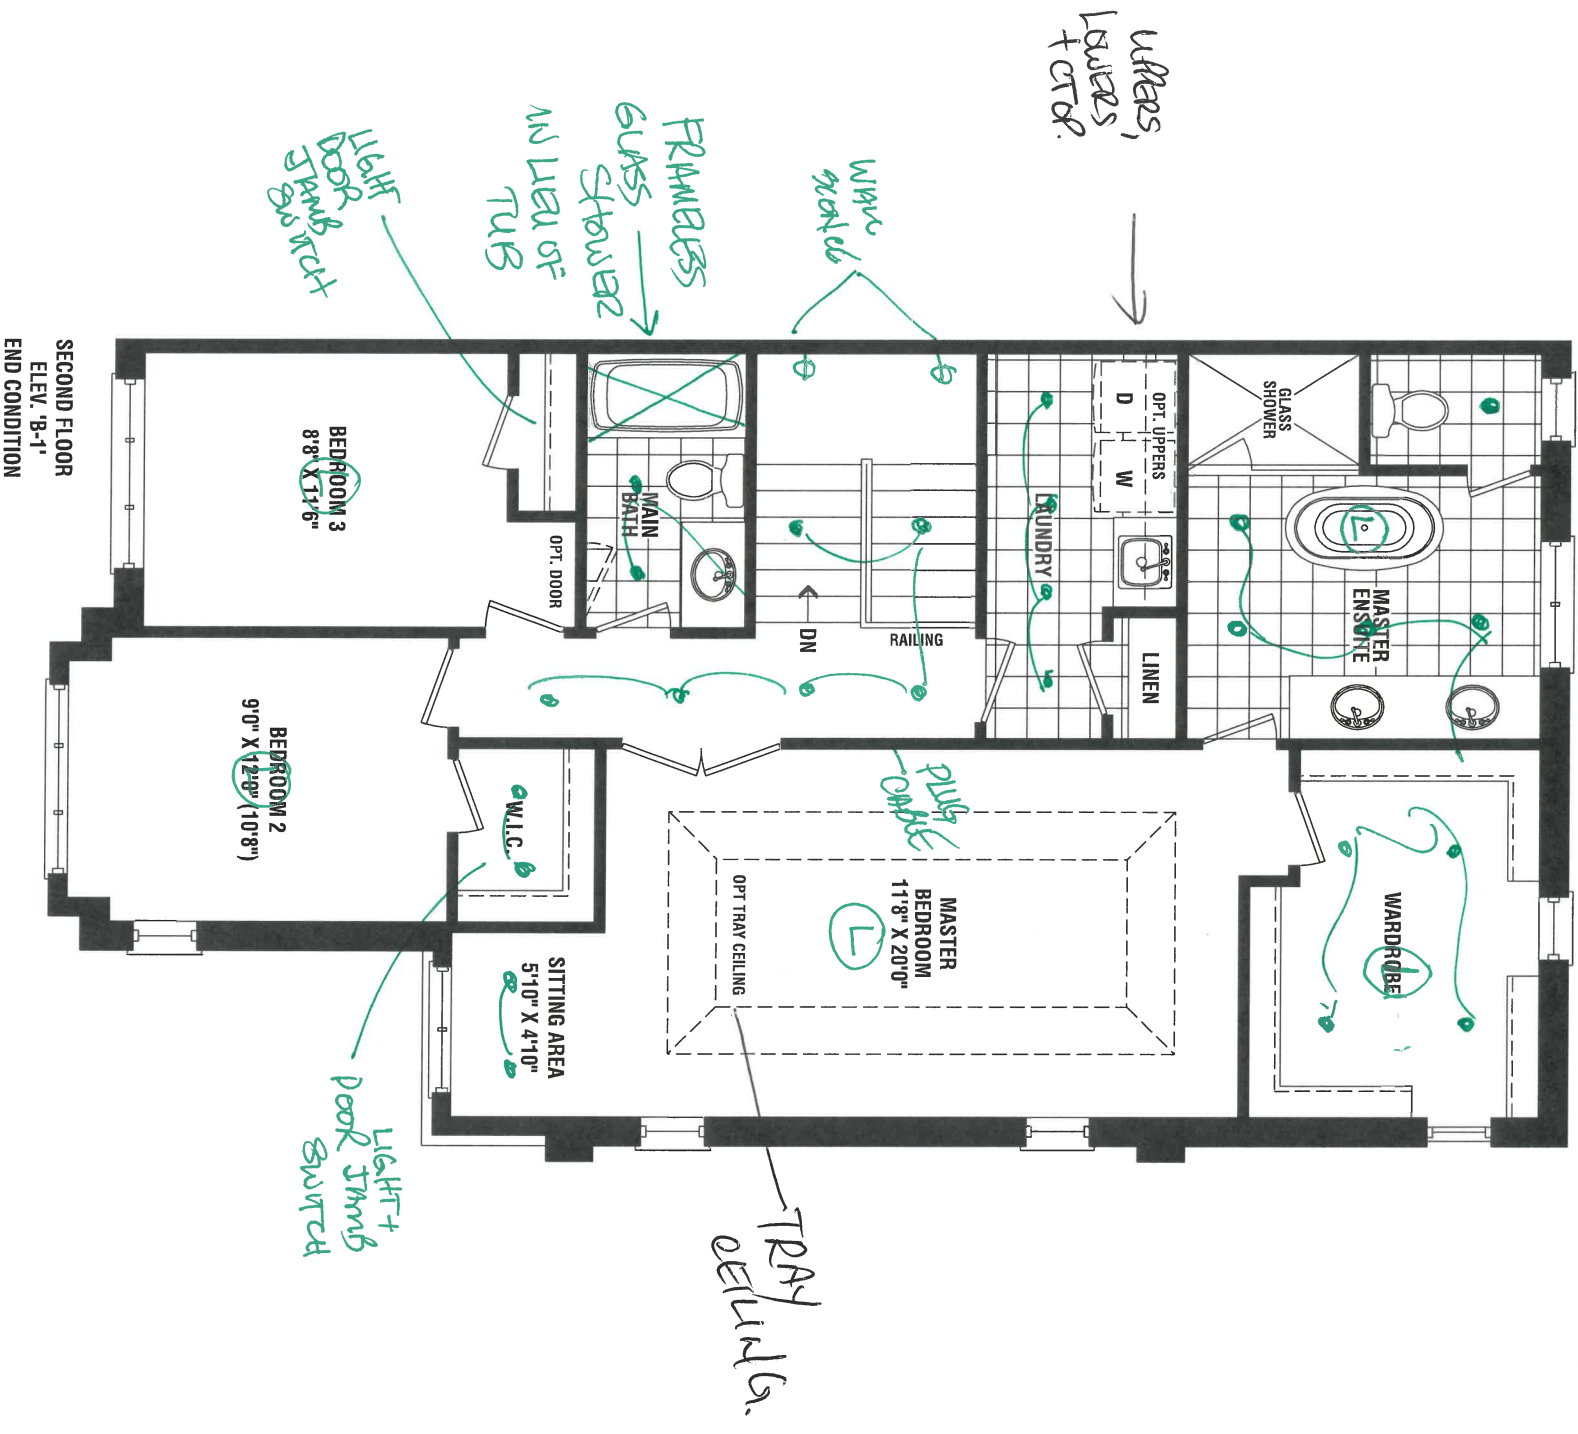 UPPERS,
LOWERS
+ CTOP.
WALL
SCONCES
FRAMELESS
GLASS
SHOWER
IN LIEU OF
TUB
LIGHT
DOOR
JAMB
SWITCH
GLASS
SHOWER
OPT. UPPERS
D
W
LAUNDRY
LINEN
MASTER
ENSUITE
L
RAILING
DN
MAIN
BATH
OPT. DOOR
BEDROOM 3
8'8" X 11'6"
L
SECOND FLOOR
ELEV. 'B-1'
END CONDITION
BEDROOM 2
9'0" X 12'8" (10'8")
L
W.I.C.
PLUG
CABLE
WARDROBE
L
MASTER
BEDROOM
11'8" X 20'0"
L
OPT TRAY CEILING
SITTING AREA
5'10" X 4'10"
LIGHT +
DOOR JAMB
SWITCH
TRAY
CEILING.